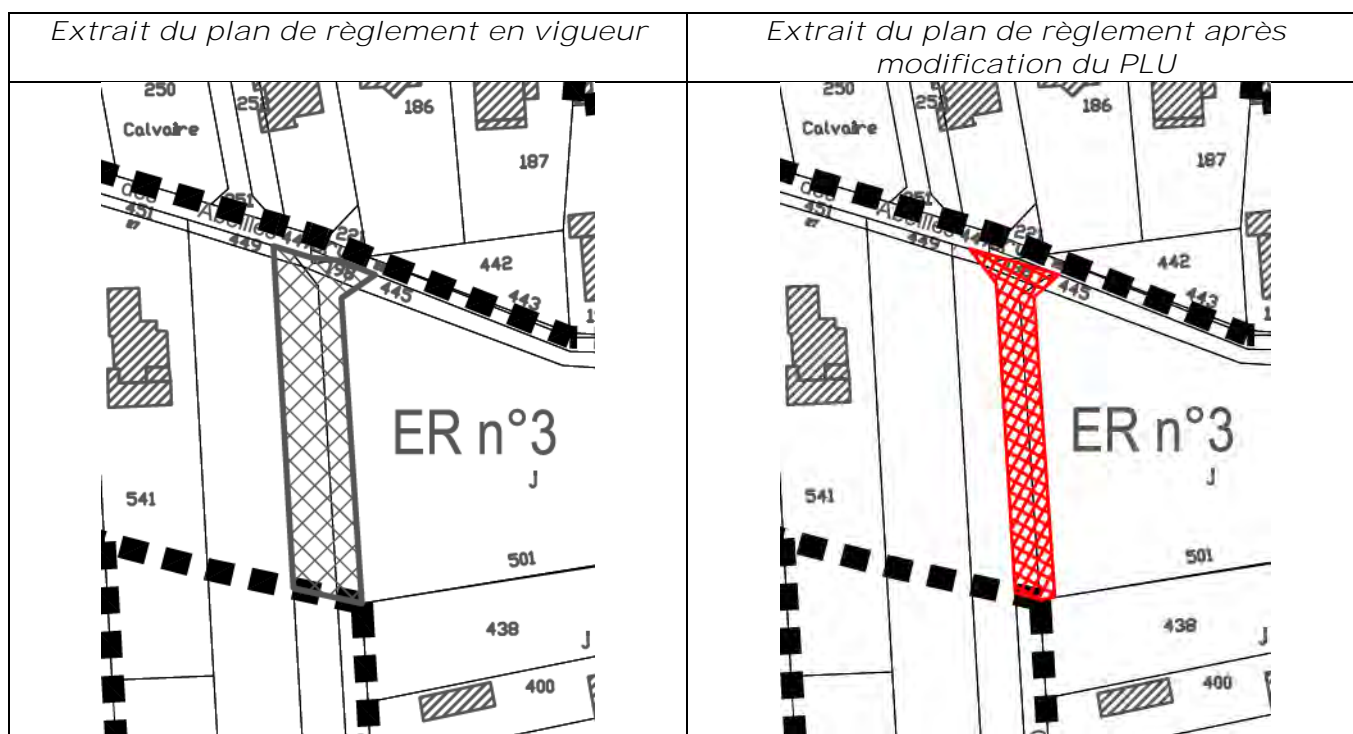 Extrait du plan de règlement en vigueur
Extrait du plan de règlement après
modification du PLU
250
186
Calvaire
187
451
449
221
198
445
442
443
ER n°3
J
541
501
438
J
400
250
186
Calvaire
187
451
449
445
442
443
ER n°3
J
541
501
438
J
400